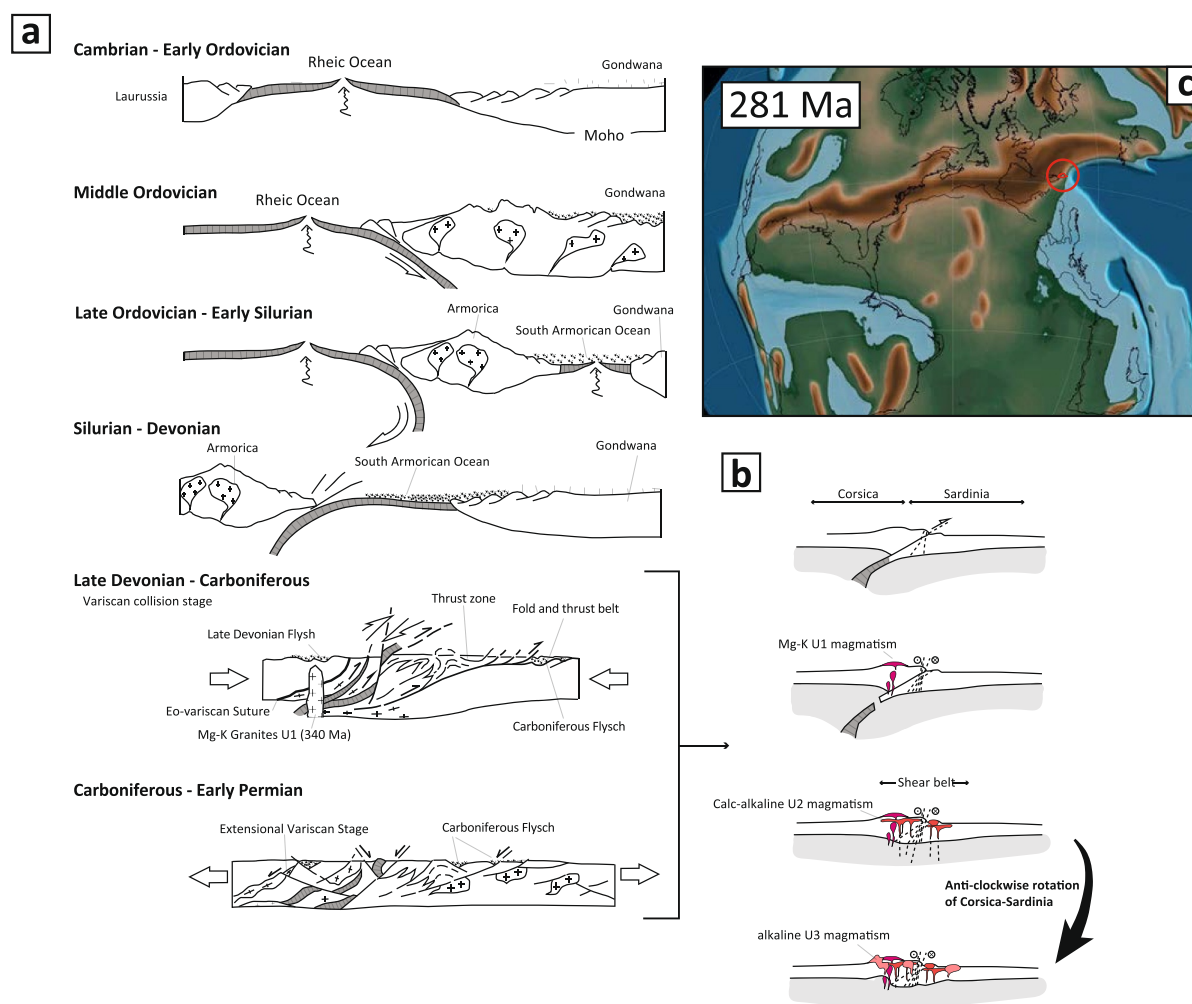 a
Cambrian - Early Ordovician
Rheic Ocean
Gondwana
Laurussia
Moho
Middle Ordovician
Rheic Ocean
Gondwana
Late Ordovician - Early Silurian
Armorica
Gondwana
South Armorican Ocean
Silurian - Devonian
Armorica
South Armorican Ocean
Gondwana
Late Devonian - Carboniferous
Variscan collision stage
Thrust zone
Fold and thrust belt
Late Devonian Flysh
Eo-variscan Suture
Mg-K Granites U1 (340 Ma)
Carboniferous Flysch
Carboniferous - Early Permian
Extensional Variscan Stage
Carboniferous Flysch
281 Ma
c
b
Corsica
Sardinia
Mg-K U1 magmatism
Shear belt
Calc-alkaline U2 magmatism
Anti-clockwise rotation
of Corsica-Sardinia
alkaline U3 magmatism